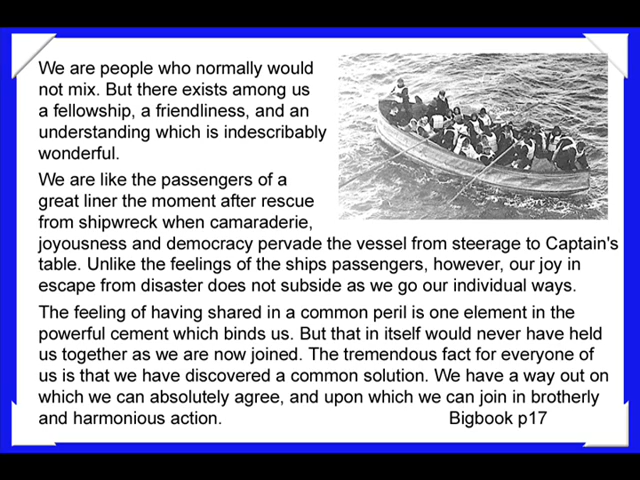 We are people who normally would
not mix. But there exists among us
a fellowship, a friendliness, and an
understanding which is indescribably
wonderful.
We are like the passengers of a
great liner the moment after rescue
from shipwreck when camaraderie,
joyousness and democracy pervade the vessel from steerage to Captain's
table. Unlike the feelings of the ships passengers, however, our joy in
escape from disaster does not subside as we go our individual ways.
The feeling of having shared in a common peril is one element in the
powerful cement which binds us. But that in itself would never have held
us together as we are now joined. The tremendous fact for everyone of
us is that we have discovered a common solution. We have a way out on
which we can absolutely agree, and upon which we can join in brotherly
and harmonious action. Bigbook p17